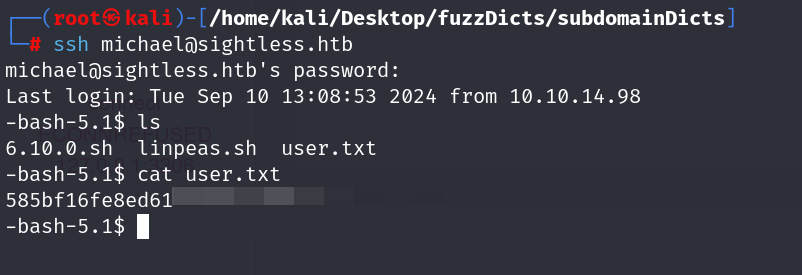 ┌──(root㉿kali)-[/home/kali/Desktop/fuzzDicts/subdomainDicts]
└─# ssh michael@sightless.htb
michael@sightless.htb's password:
Last login: Tue Sep 10 13:08:53 2024 from 10.10.14.98
-bash-5.1$ ls
6.10.0.sh  linpeas.sh  user.txt
-bash-5.1$ cat user.txt
585bf16fe8ed61
-bash-5.1$